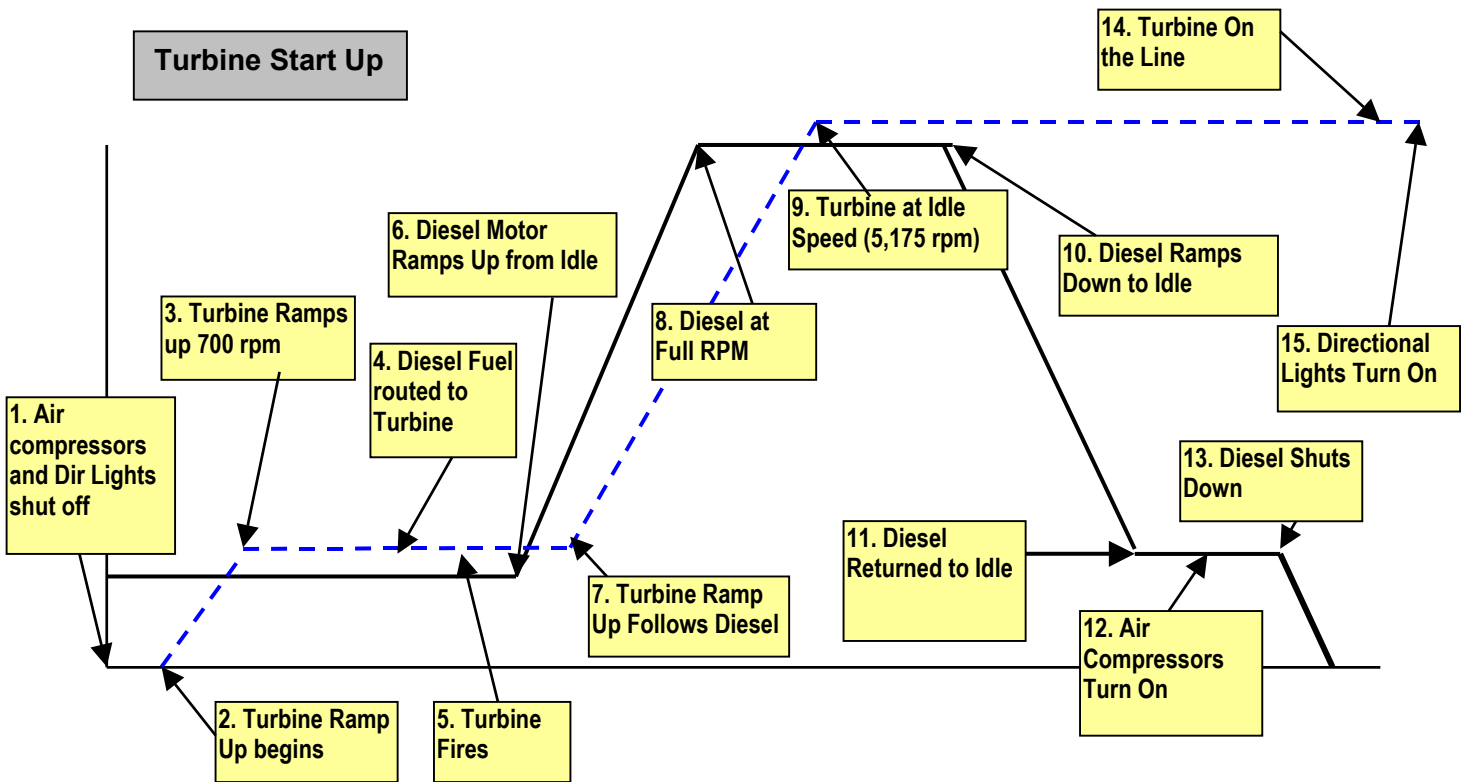 Turbine Start Up
1. Air
compressors
and Dir Lights
shut off
2. Turbine Ramp
Up begins
3. Turbine Ramps
up 700 rpm
4. Diesel Fuel
routed to
Turbine
5. Turbine
Fires
6. Diesel Motor
Ramps Up from Idle
7. Turbine Ramp
Up Follows Diesel
8. Diesel at
Full RPM
9. Turbine at Idle
Speed (5,175 rpm)
10. Diesel Ramps
Down to Idle
11. Diesel
Returned to Idle
12. Air
Compressors
Turn On
13. Diesel Shuts
Down
14. Turbine On
the Line
15. Directional
Lights Turn On